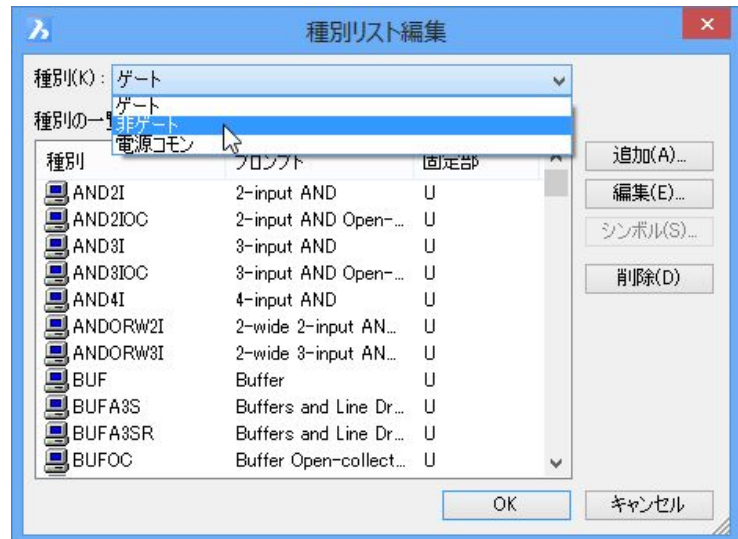 種別リスト編集
種別(K): ゲート
ゲート
種別の一
非ゲート
電源コモン
種別 プロンプト 固定部
AND2I 2-input AND U
AND2IOC 2-input AND Open-... U
AND3I 3-input AND U
AND3IOC 3-input AND Open-... U
AND4I 4-input AND U
ANDORW2I 2-wide 2-input AN... U
ANDORW3I 2-wide 3-input AN... U
BUF Buffer U
BUFA3S Buffers and Line Dr... U
BUFA3SR Buffers and Line Dr... U
BUFOC Buffer Open-collect... U
追加(A)...
編集(E)...
シンボル(S)...
削除(D)
OK キャンセル